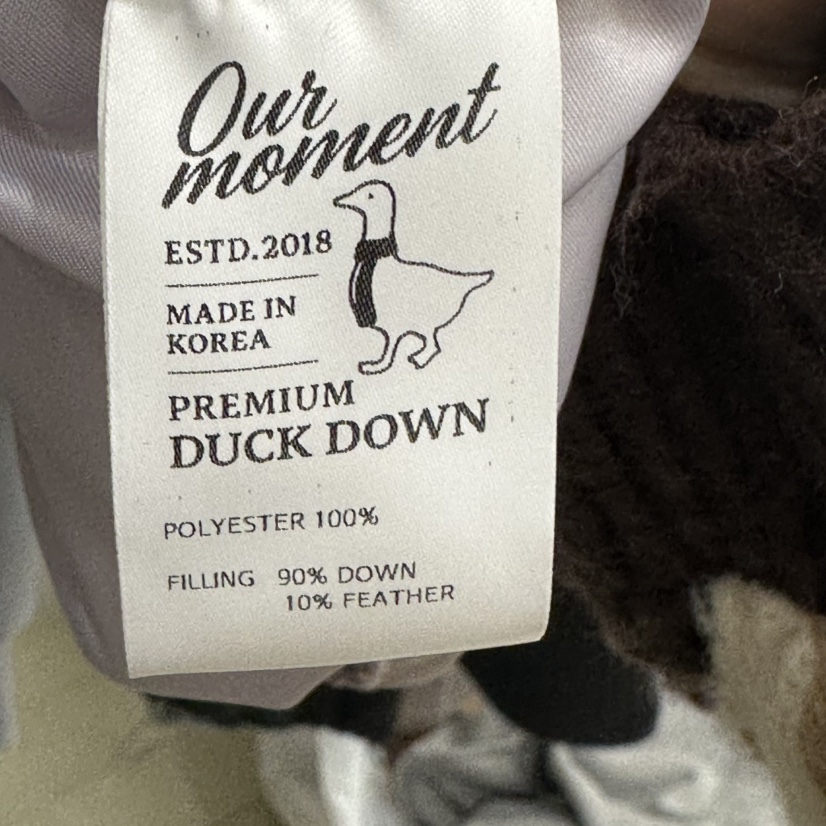 Our
moment
ESTD.2018
MADE IN
KOREA
PREMIUM
DUCK DOWN
POLYESTER 100%
FILLING 90% DOWN
10% FEATHER